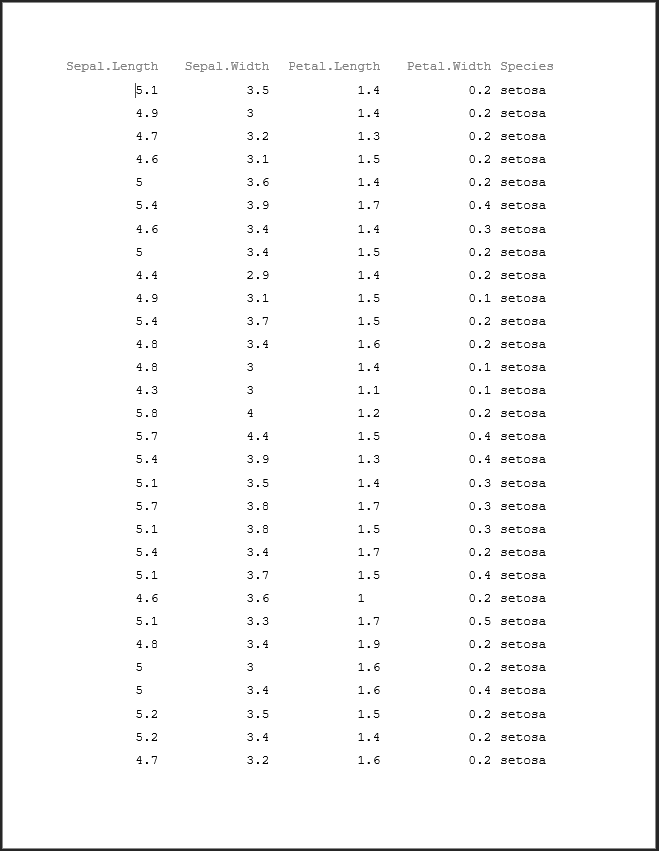 Sepal.Length Sepal.Width Petal.Length Petal.Width Species
5.1 3.5 1.4 0.2 setosa
4.9 3 1.4 0.2 setosa
4.7 3.2 1.3 0.2 setosa
4.6 3.1 1.5 0.2 setosa
5 3.6 1.4 0.2 setosa
5.4 3.9 1.7 0.4 setosa
4.6 3.4 1.4 0.3 setosa
5 3.4 1.5 0.2 setosa
4.4 2.9 1.4 0.2 setosa
4.9 3.1 1.5 0.1 setosa
5.4 3.7 1.5 0.2 setosa
4.8 3.4 1.6 0.2 setosa
4.8 3 1.4 0.1 setosa
4.3 3 1.1 0.1 setosa
5.8 4 1.2 0.2 setosa
5.7 4.4 1.5 0.4 setosa
5.4 3.9 1.3 0.4 setosa
5.1 3.5 1.4 0.3 setosa
5.7 3.8 1.7 0.3 setosa
5.1 3.8 1.5 0.3 setosa
5.4 3.4 1.7 0.2 setosa
5.1 3.7 1.5 0.4 setosa
4.6 3.6 1 0.2 setosa
5.1 3.3 1.7 0.5 setosa
4.8 3.4 1.9 0.2 setosa
5 3 1.6 0.2 setosa
5 3.4 1.6 0.4 setosa
5.2 3.5 1.5 0.2 setosa
5.2 3.4 1.4 0.2 setosa
4.7 3.2 1.6 0.2 setosa